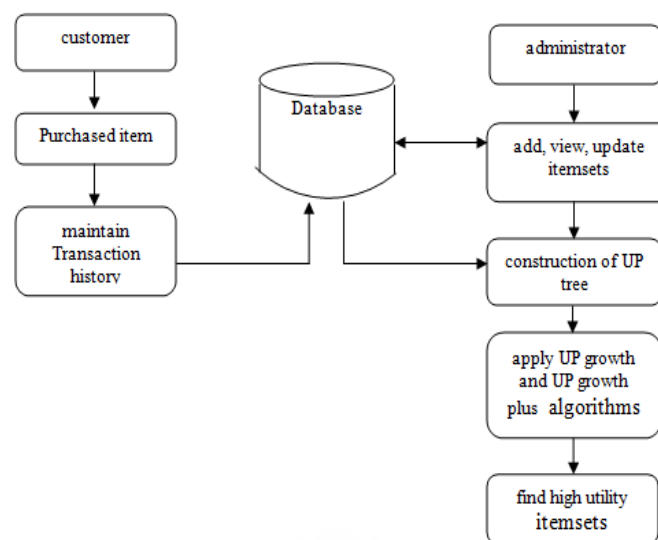 customer
Purchased item
maintain
Transaction
history
Database
administrator
add, view, update
itemsets
construction of UP
tree
apply UP growth
and UP growth
plus algorithms
find high utility
itemsets